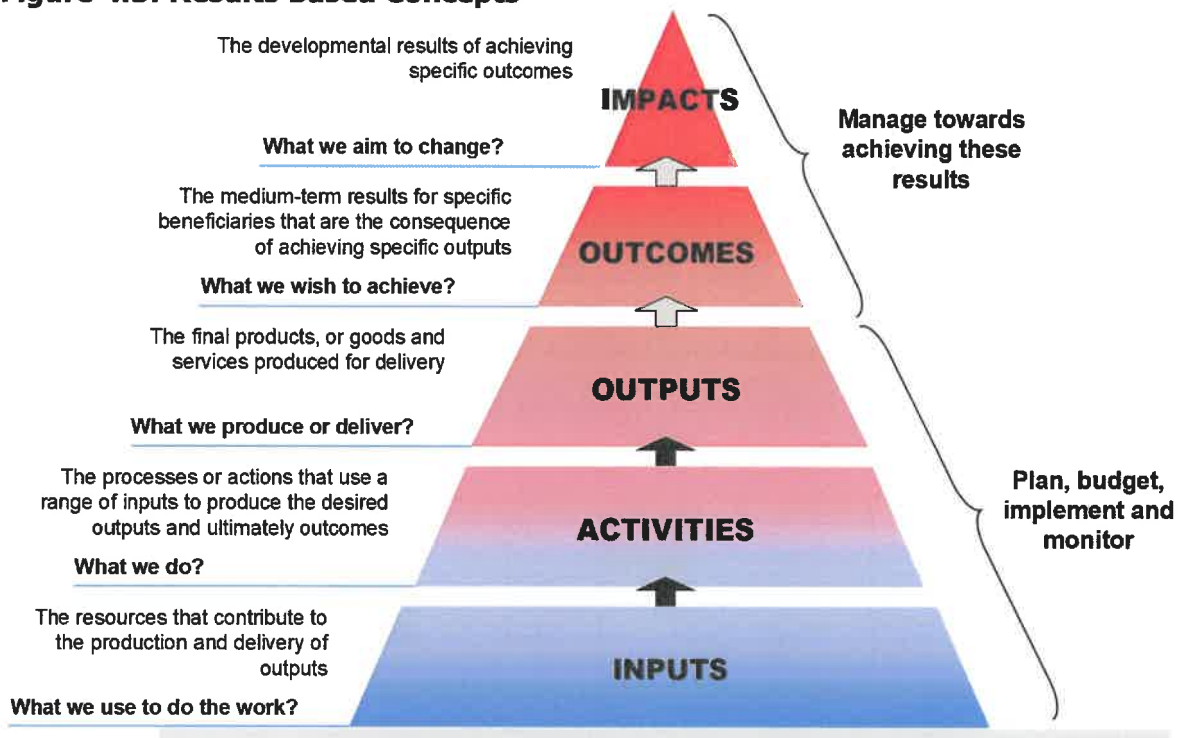 The developmental results of achieving
specific outcomes
IMPACTS
What we aim to change?
Manage towards
achieving these
results
The medium-term results for specific
beneficiaries that are the consequence
of achieving specific outputs
OUTCOMES
What we wish to achieve?
The final products, or goods and
services produced for delivery
OUTPUTS
What we produce or deliver?
The processes or actions that use a
range of inputs to produce the desired
outputs and ultimately outcomes
ACTIVITIES
What we do?
Plan, budget,
implement and
monitor
The resources that contribute to
the production and delivery of
outputs
INPUTS
What we use to do the work?